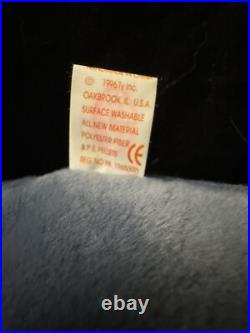 © 1996 Ty Inc.
OAKBROOK, IL. U.S.A.
SURFACE WASHABLE
ALL NEW MATERIAL
POLYESTER FIBER
& P.E. PELLETS CE
REG. NO PA.